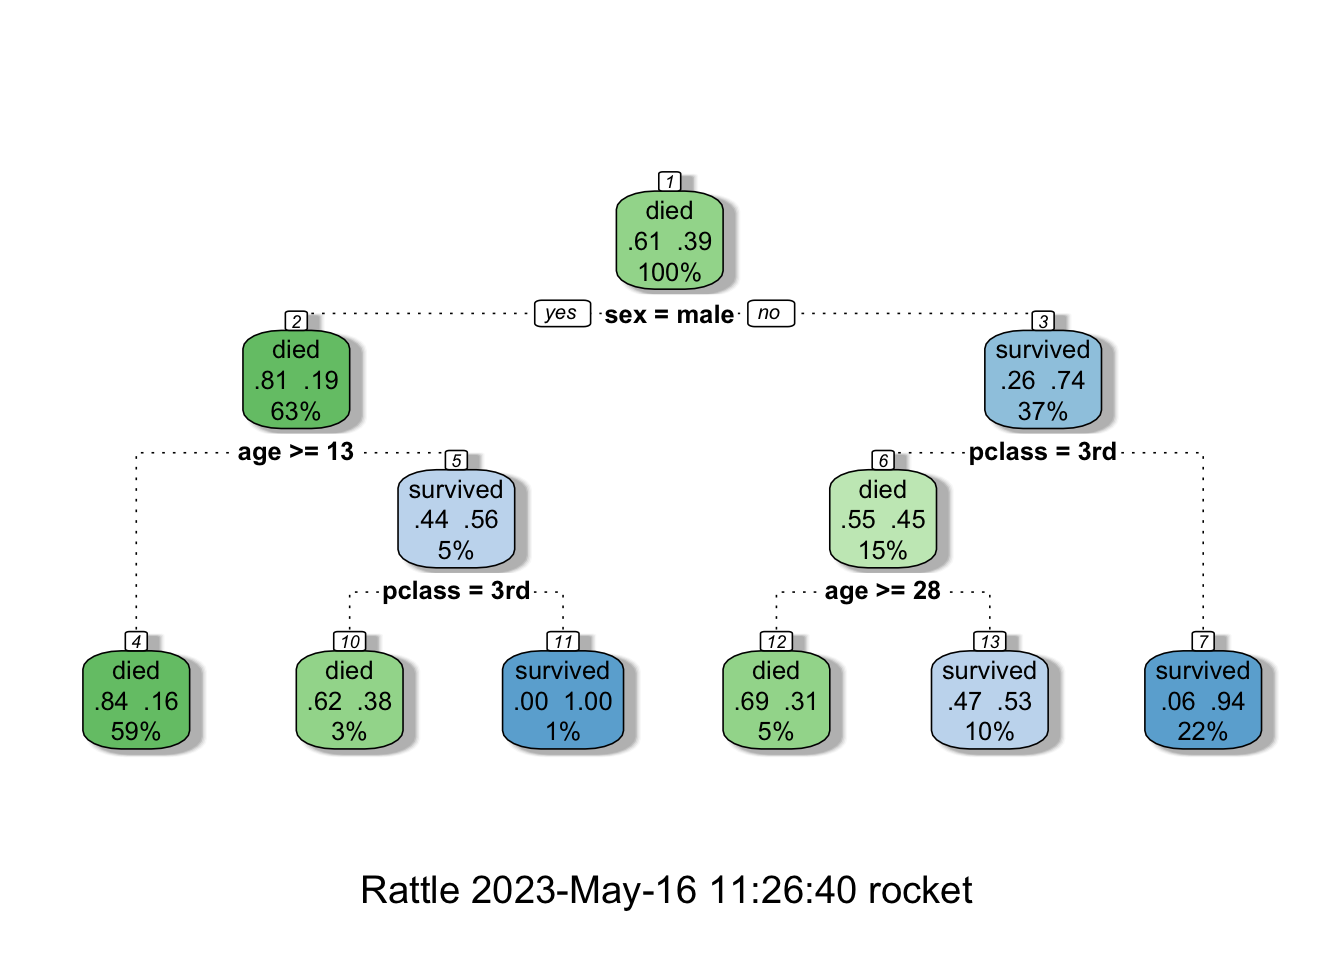 1
died
.61 .39
100%
yes sex = male no
2
died
.81 .19
63%
3
survived
.26 .74
37%
age >= 13
pclass = 3rd
5
survived
.44 .56
5%
6
died
.55 .45
15%
pclass = 3rd
age >= 28
4
died
.84 .16
59%
10
died
.62 .38
3%
11
survived
.00 1.00
1%
12
died
.69 .31
5%
13
survived
.47 .53
10%
7
survived
.06 .94
22%
Rattle 2023-May-16 11:26:40 rocket